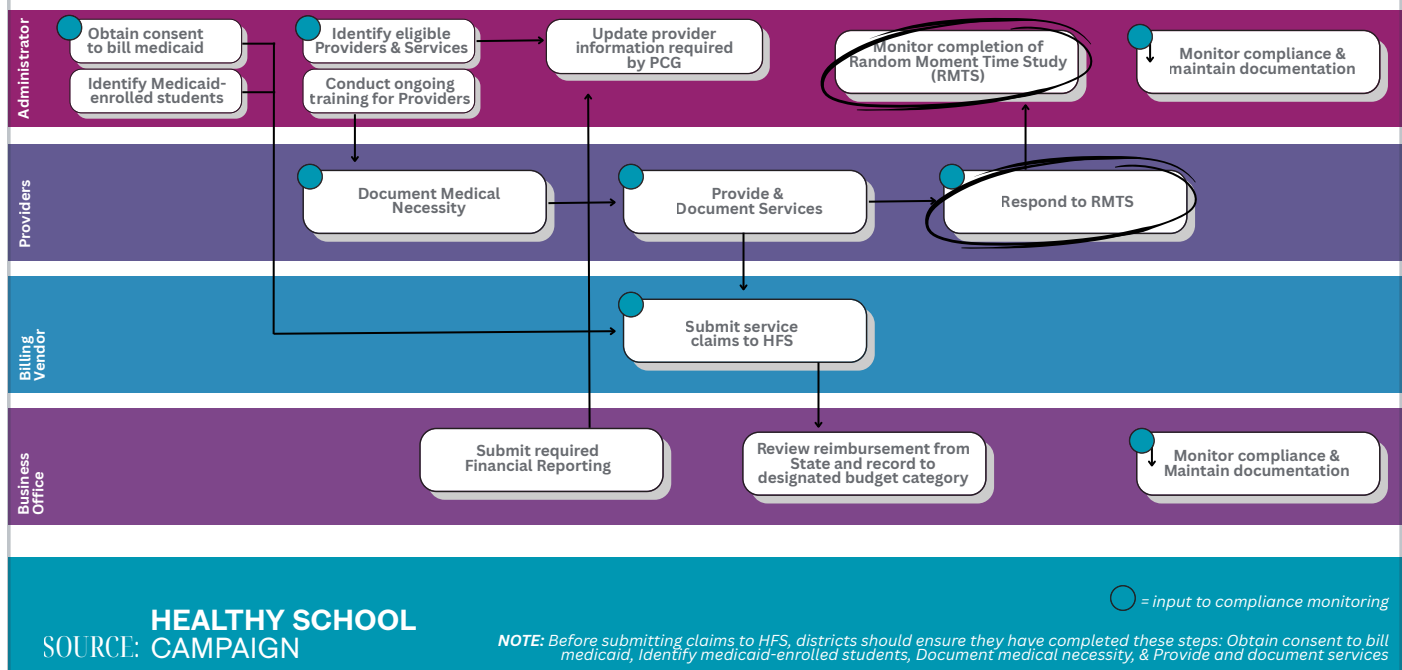 Administrator
Obtain consent
to bill medicaid
Identify Medicaid-
enrolled students
Identify eligible
Providers & Services
Conduct ongoing
training for Providers
Update provider
information required
by PCG
Monitor completion of
Random Moment Time Study
(RMTS)
Monitor compliance &
maintain documentation
Providers
Document Medical
Necessity
Provide &
Document Services
Respond to RMTS
Billing
Vendor
Submit service
claims to HFS
Business
Office
Submit required
Financial Reporting
Review reimbursement from
State and record to
designated budget category
Monitor compliance &
Maintain documentation
= input to compliance monitoring
SOURCE: HEALTHY SCHOOL
CAMPAIGN
NOTE: Before submitting claims to HFS, districts should ensure they have completed these steps: Obtain consent to bill
medicaid, Identify medicaid-enrolled students, Document medical necessity, & Provide and document services